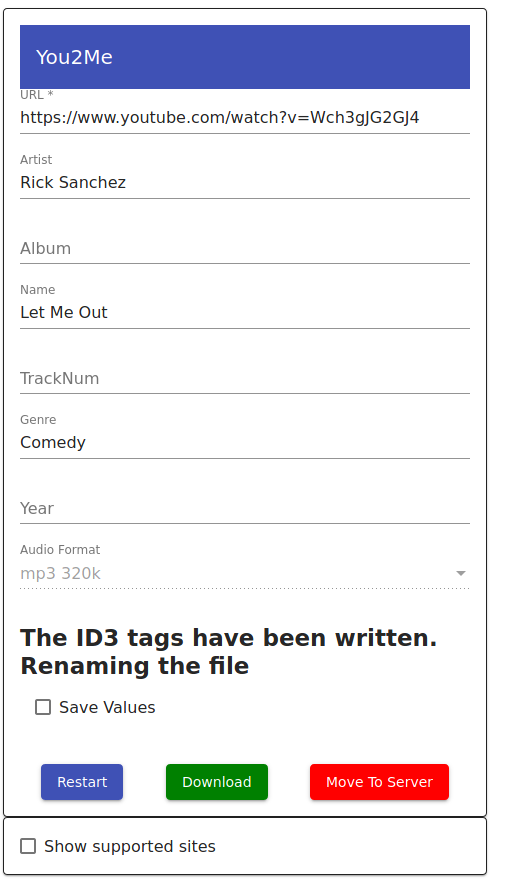 You2Me
URL *
https://www.youtube.com/watch?v=Wch3gJG2GJ4
Artist
Rick Sanchez
Album
Name
Let Me Out
TrackNum
Genre
Comedy
Year
Audio Format
mp3 320k
The ID3 tags have been written.
Renaming the file
Save Values
Restart Download Move To Server
Show supported sites